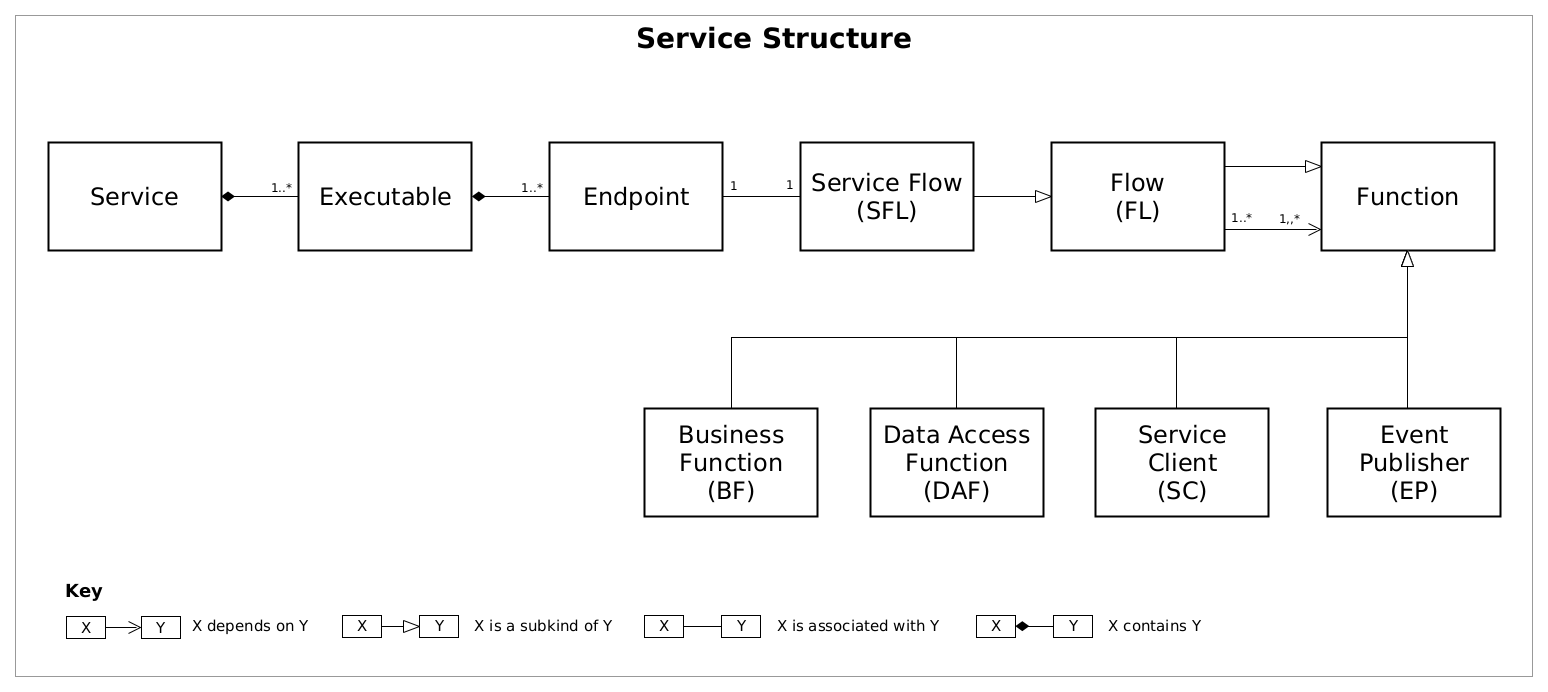 Service Structure
Service
1..*
Executable
1..*
Endpoint
1
1
Service Flow
(SFL)
Flow
(FL)
1..*
1,,*
Function
Business
Function
(BF)
Data Access
Function
(DAF)
Service
Client
(SC)
Event
Publisher
(EP)
Key
X Y X depends on Y
X Y X is a subkind of Y
X Y X is associated with Y
X Y X contains Y